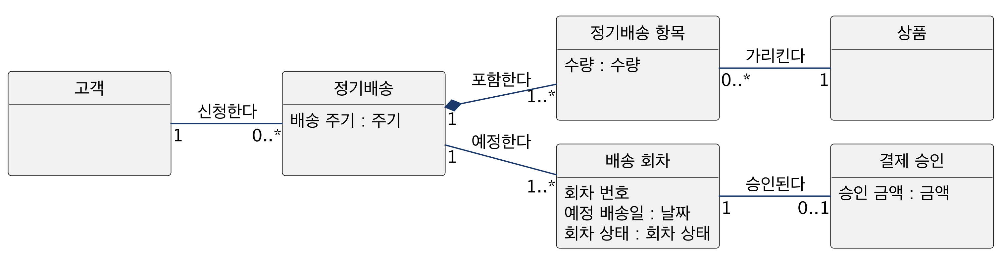 고객
신청한다
1
0..*
정기배송
배송 주기 : 주기
포함한다
1
1..*
정기배송 항목
수량 : 수량
가리킨다
0..*
1
상품
예정한다
1
1..*
배송 회차
회차 번호
예정 배송일 : 날짜
회차 상태 : 회차 상태
승인된다
1
0..1
결제 승인
승인 금액 : 금액